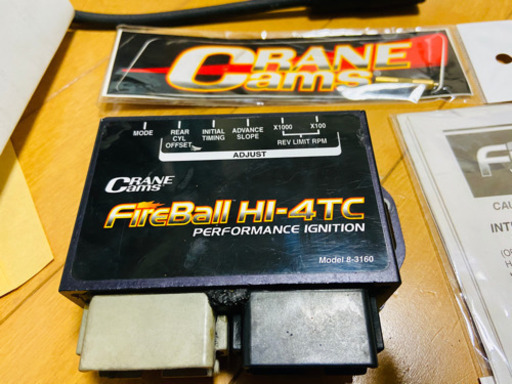 CRANE
Cams
MODE
REAR
CYL
OFFSET
INITIAL
TIMING
ADVANCE
SLOPE
X1000
X100
REV LIMIT RPM
ADJUST
CRANE
Cams
FireBall HI-4TC
PERFORMANCE IGNITION
Model 8-3160
CAU
INT